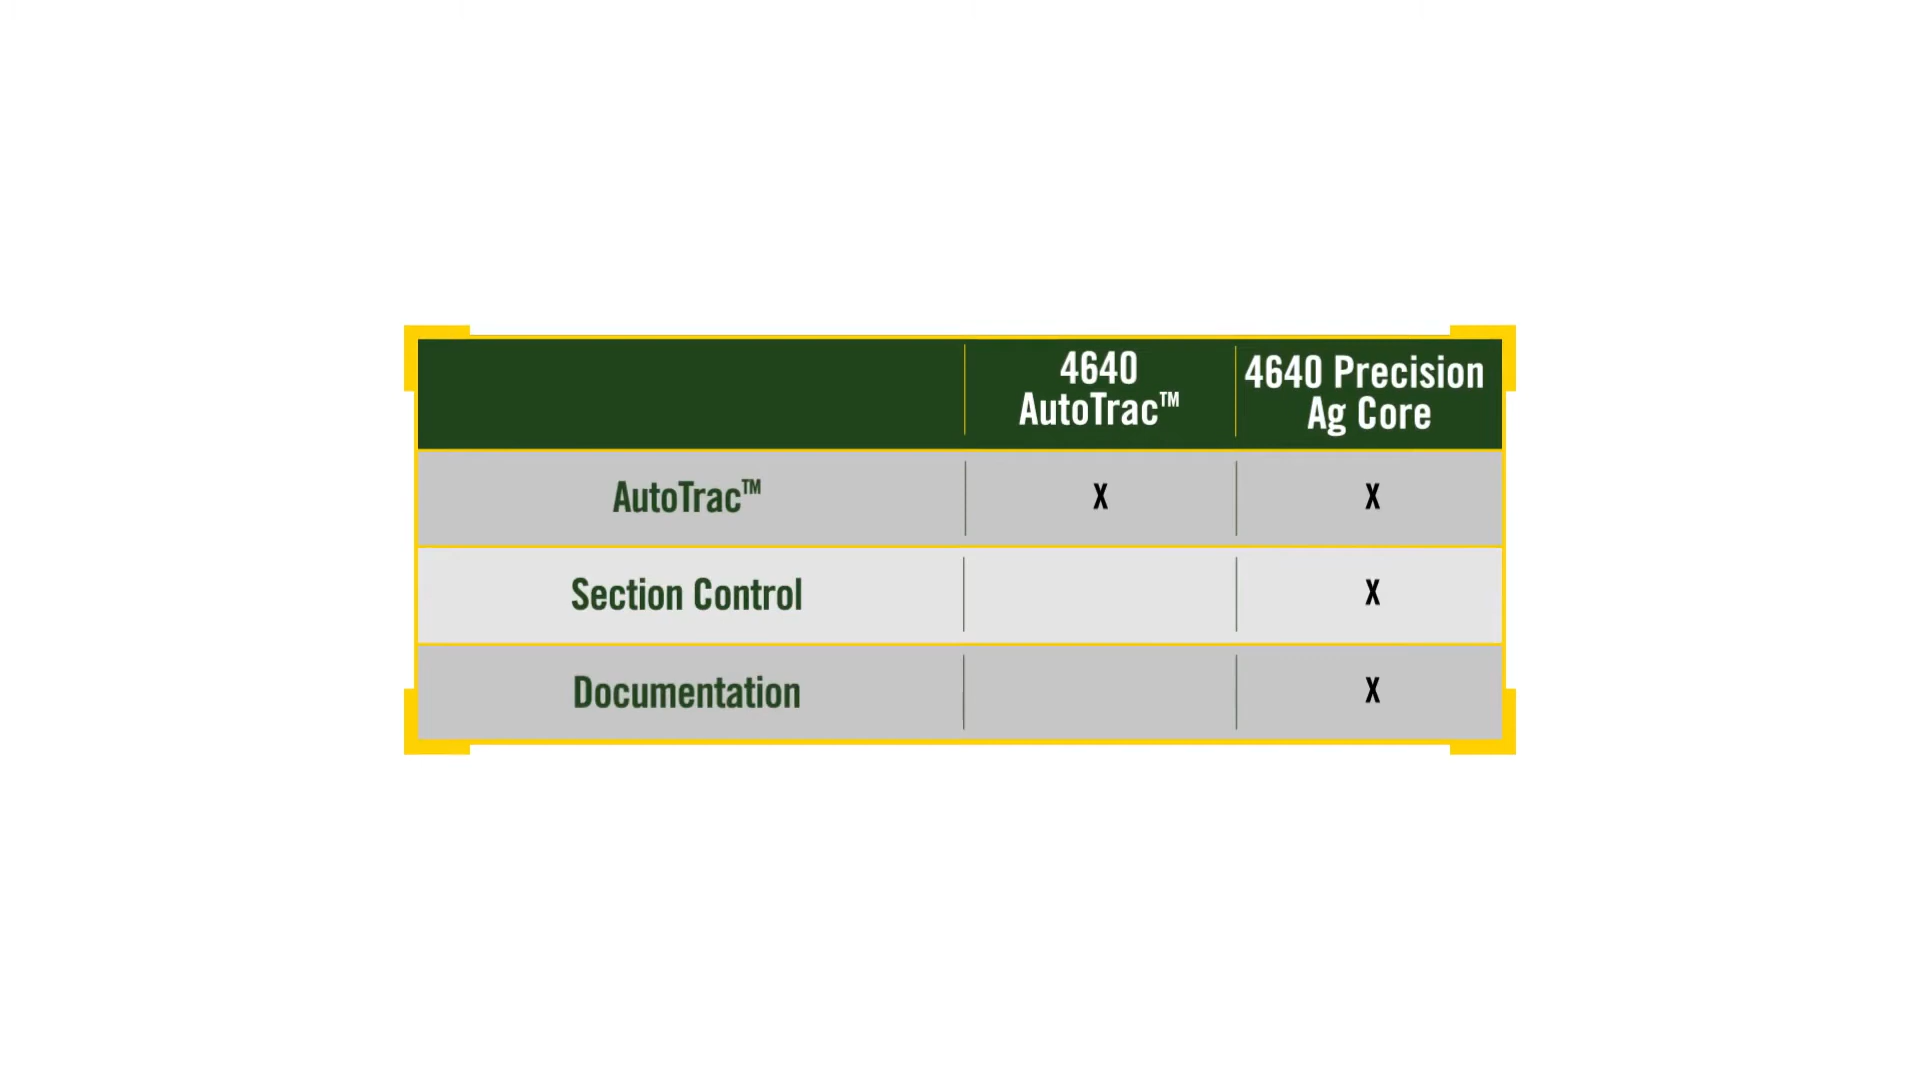 4640
AutoTrac™
4640 Precision
Ag Core
AutoTrac™
X
X
Section Control
X
Documentation
X